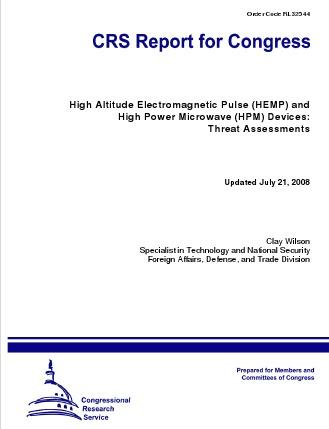 Order Code RL32544
CRS Report for Congress
High Altitude Electromagnetic Pulse (HEMP) and
High Power Microwave (HPM) Devices:
Threat Assessments
Updated July 21, 2008
Clay Wilson
Specialist in Technology and National Security
Foreign Affairs, Defense, and Trade Division
Prepared for Members and
Committees of Congress
Congressional
Research
Service